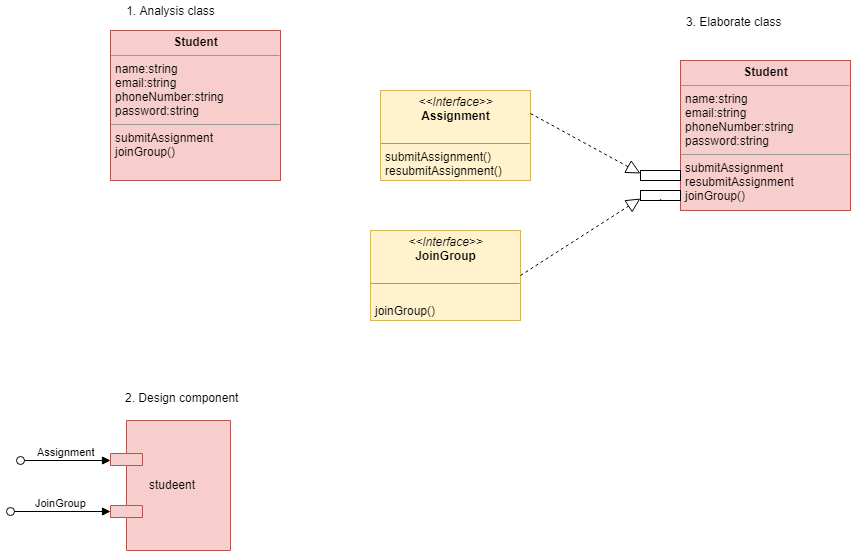 1. Analysis class
Student
name:string
email:string
phoneNumber:string
password:string
submitAssignment
joinGroup()
<<Interface>>
Assignment
submitAssignment()
resubmitAssignment()
<<Interface>>
JoinGroup
joinGroup()
3. Elaborate class
Student
name:string
email:string
phoneNumber:string
password:string
submitAssignment
resubmitAssignment
joinGroup()
2. Design component
Assignment
JoinGroup
studeent